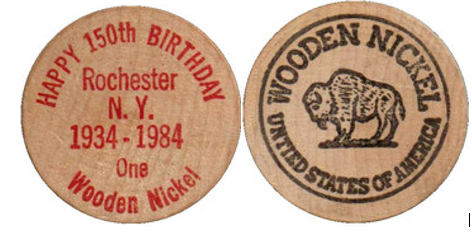 HAPPY 150th BIRTHDAY
Rochester
N.Y.
1934-1984
One
Wooden Nickel
WOODEN NICKEL
UNITED STATES OF AMERICA